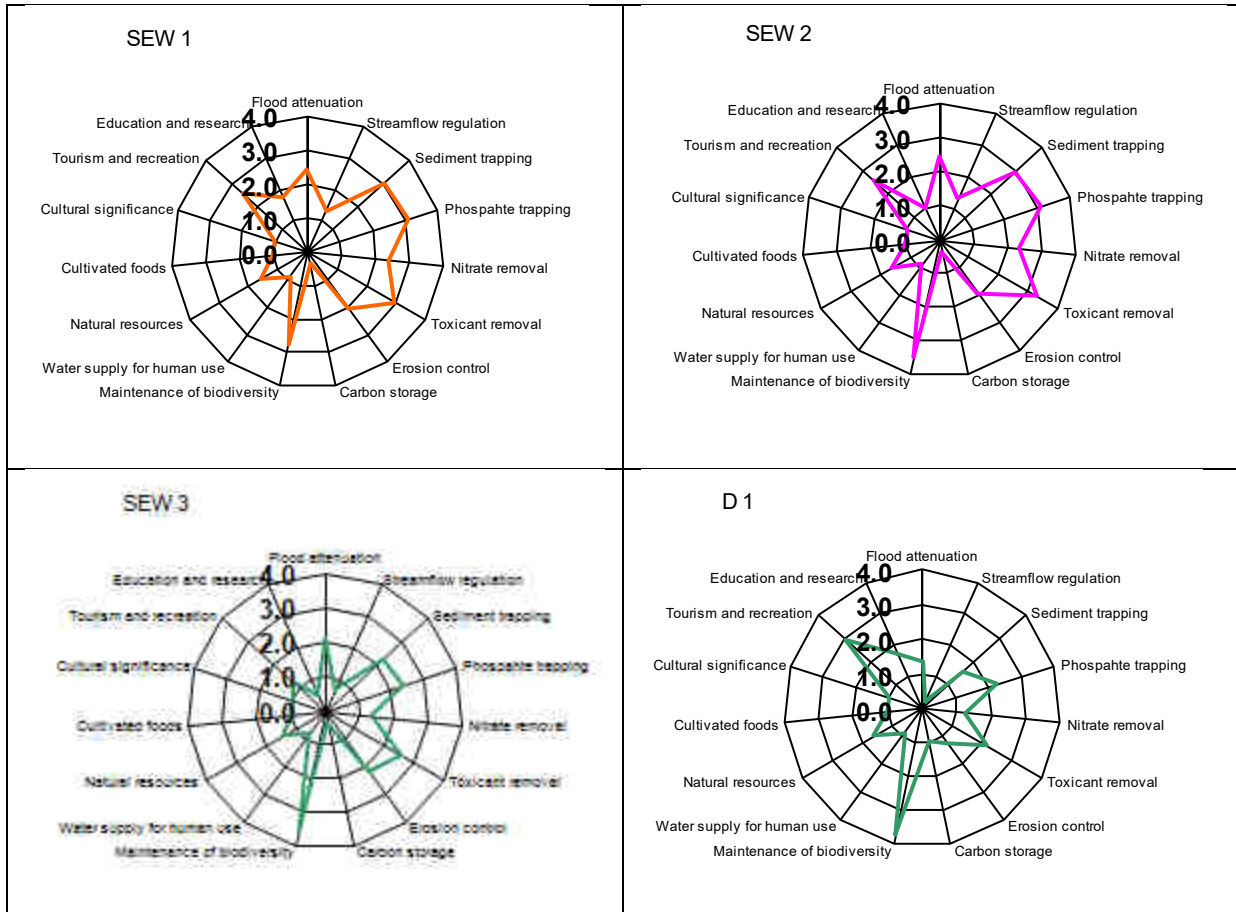 SEW 1
Flood attenuation
4.0
Education and research
Streamflow regulation
3.0
Tourism and recreation
Sediment trapping
2.0
Cultural significance
Phospahte trapping
1.0
0.0
Cultivated foods
Nitrate removal
Natural resources
Toxicant removal
Water supply for human use
Erosion control
Maintenance of biodiversity
Carbon storage
SEW 2
Flood attenuation
4.0
Education and research
Streamflow regulation
3.0
Tourism and recreation
Sediment trapping
2.0
Cultural significance
Phospahte trapping
1.0
0.0
Cultivated foods
Nitrate removal
Natural resources
Toxicant removal
Water supply for human use
Erosion control
Maintenance of biodiversity
Carbon storage
SEW 3
Flood attenuation
4.0
Education and research
Streamflow regulation
3.0
Tourism and recreation
Sediment trapping
2.0
Cultural significance
Phospahte trapping
1.0
0.0
Cultivated foods
Nitrate removal
Natural resources
Toxicant removal
Water supply for human use
Erosion control
Maintenance of biodiversity
Carbon storage
D 1
Flood attenuation
4.0
Education and research
Streamflow regulation
3.0
Tourism and recreation
Sediment trapping
2.0
Cultural significance
Phospahte trapping
1.0
0.0
Cultivated foods
Nitrate removal
Natural resources
Toxicant removal
Water supply for human use
Erosion control
Maintenance of biodiversity
Carbon storage